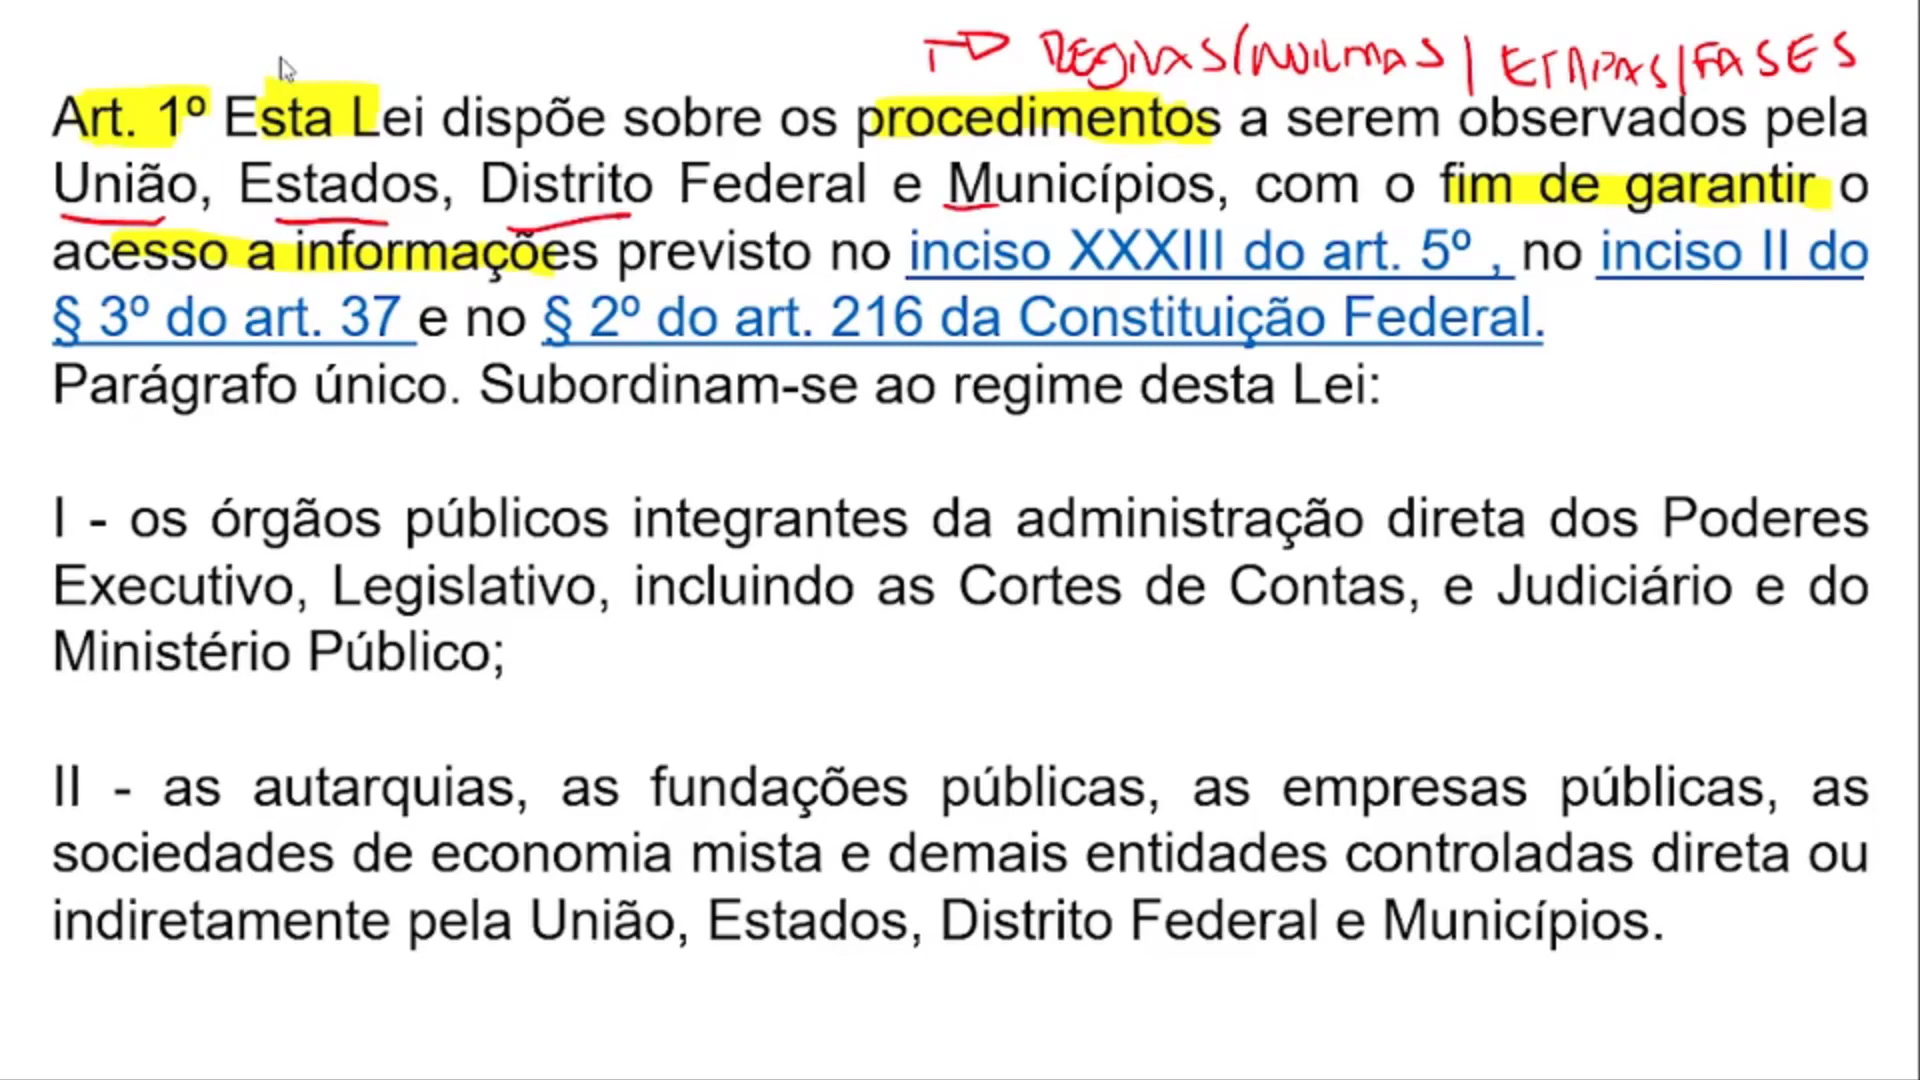 REGRAS/NORMAS | ETAPAS | FASES
Art. 1º Esta Lei dispõe sobre os procedimentos a serem observados pela
União, Estados, Distrito Federal e Municípios, com o fim de garantir o
acesso a informações previsto no inciso XXXIII do art. 5º , no inciso II do
§ 3º do art. 37 e no § 2º do art. 216 da Constituição Federal.
Parágrafo único. Subordinam-se ao regime desta Lei:
I - os órgãos públicos integrantes da administração direta dos Poderes
Executivo, Legislativo, incluindo as Cortes de Contas, e Judiciário e do
Ministério Público;
II - as autarquias, as fundações públicas, as empresas públicas, as
sociedades de economia mista e demais entidades controladas direta ou
indiretamente pela União, Estados, Distrito Federal e Municípios.